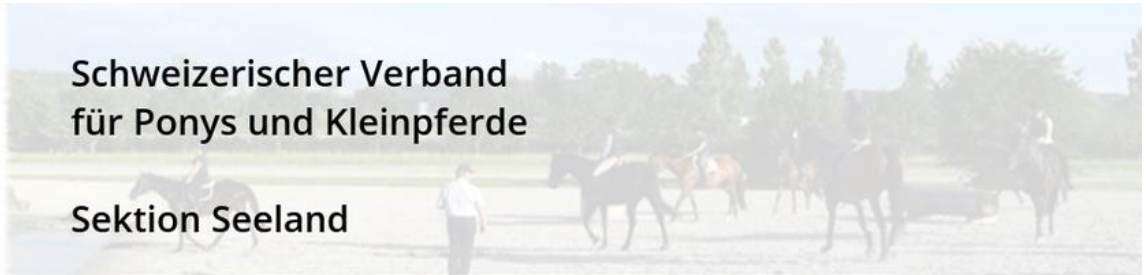 Schweizerischer Verband
für Ponys und Kleinpferde
Sektion Seeland